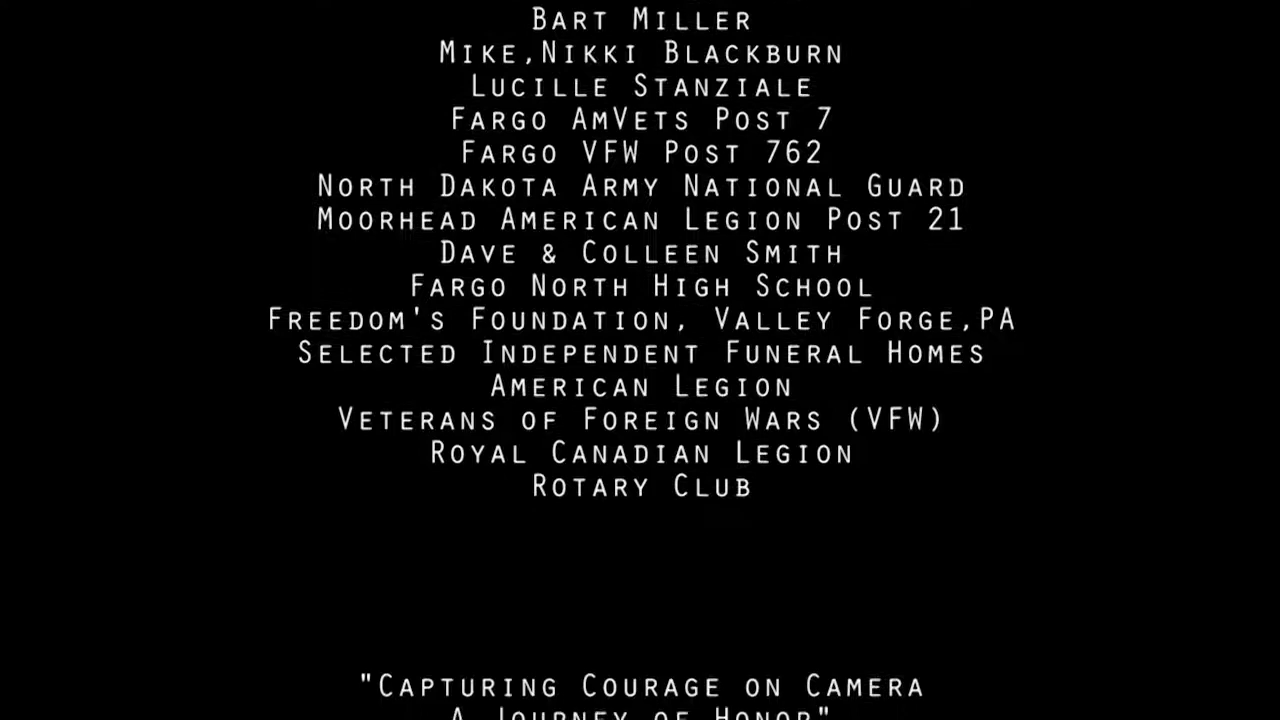 Bart Miller
Mike,Nikki Blackburn
Lucille Stanziale
Fargo AmVets Post 7
Fargo VFW Post 762
North Dakota Army National Guard
Moorhead American Legion Post 21
Dave & Colleen Smith
Fargo North High School
Freedom's Foundation, Valley Forge,PA
Selected Independent Funeral Homes
American Legion
Veterans of Foreign Wars (VFW)
Royal Canadian Legion
Rotary Club
"Capturing Courage on Camera
A Journey of Honor"